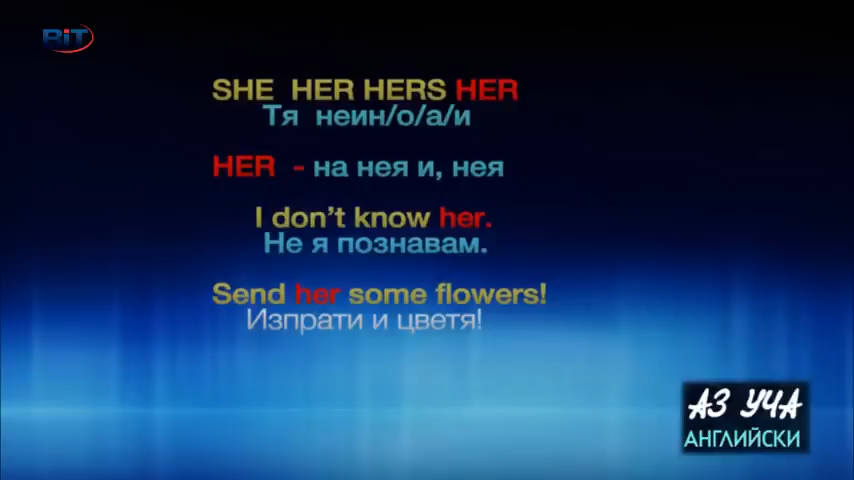 RiT
SHE HER HERS HER
Тя неин/о/а/и
HER - на нея и, нея
I don't know her.
Не я познавам.
Send her some flowers!
Изпрати и цветя!
АЗ УЧА
АНГЛИЙСКИ